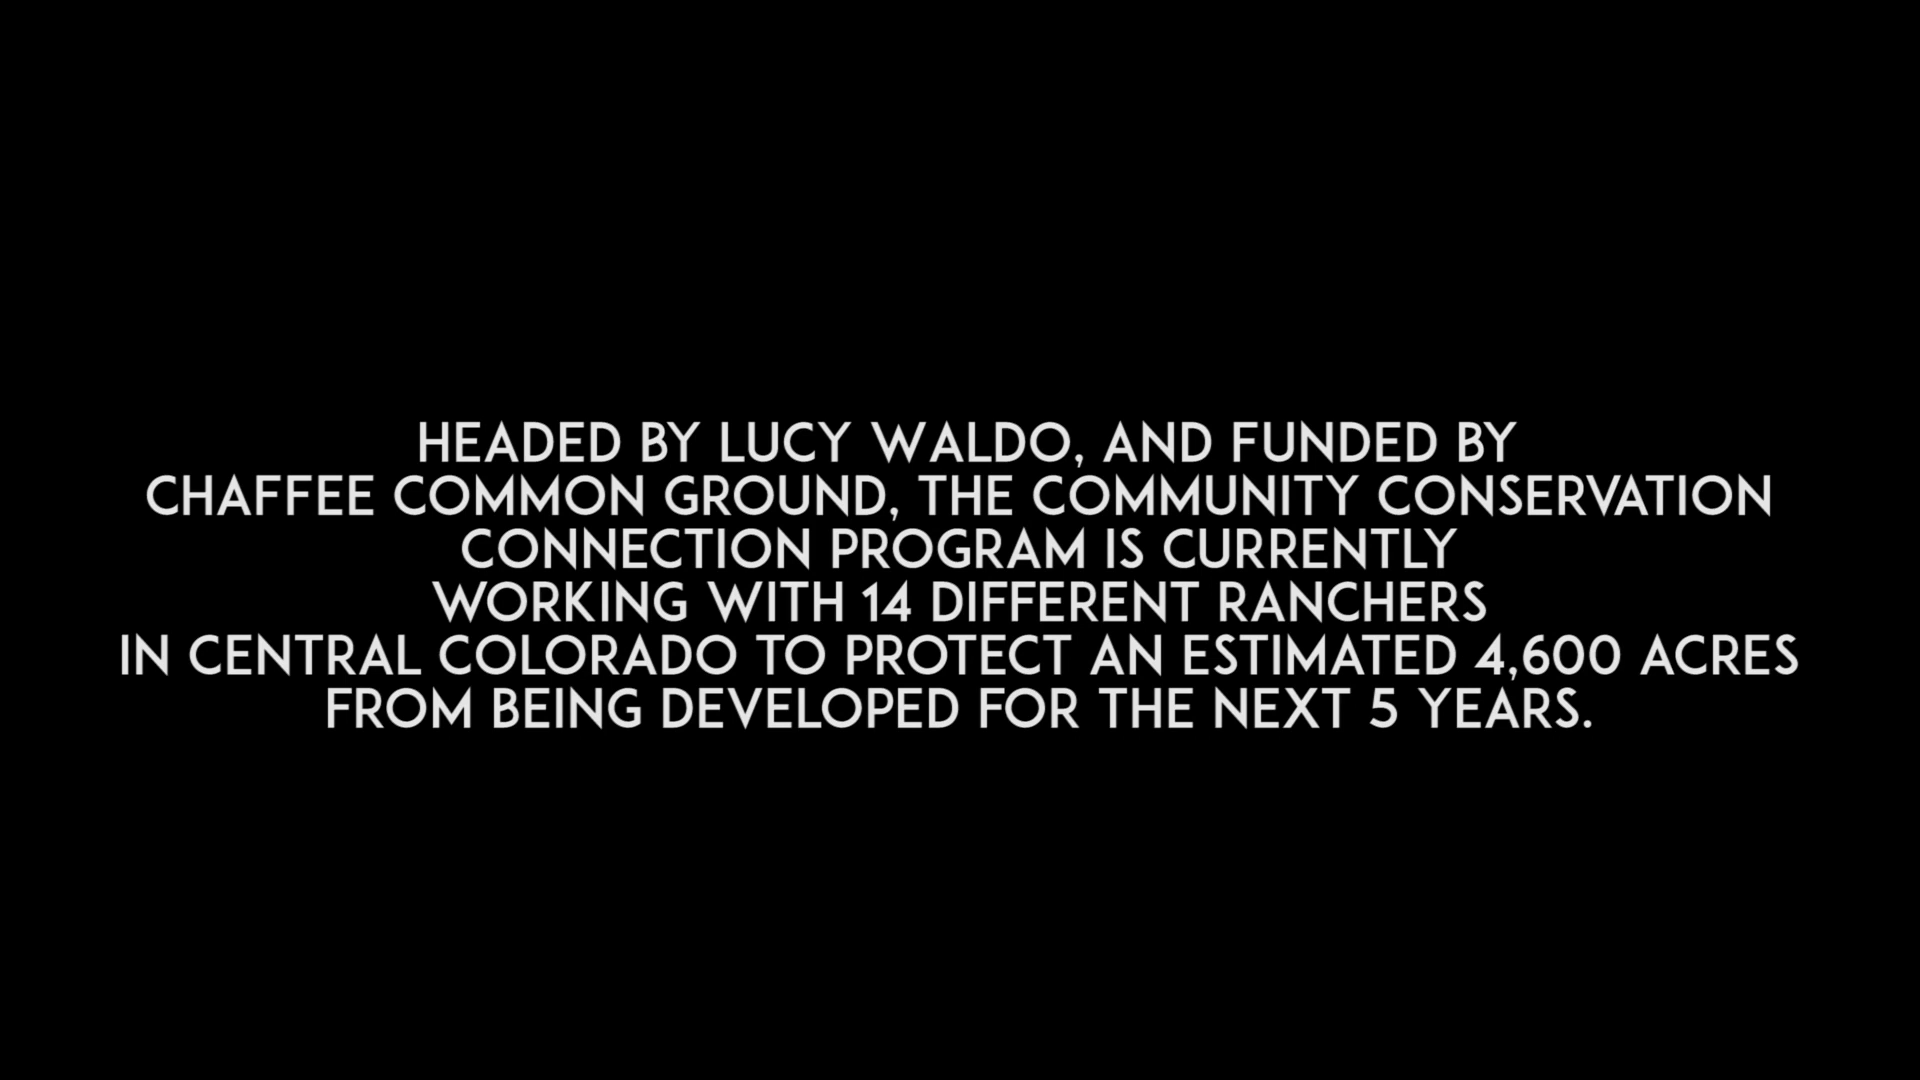 HEADED BY LUCY WALDO, AND FUNDED BY
CHAFFEE COMMON GROUND, THE COMMUNITY CONSERVATION
CONNECTION PROGRAM IS CURRENTLY
WORKING WITH 14 DIFFERENT RANCHERS
IN CENTRAL COLORADO TO PROTECT AN ESTIMATED 4,600 ACRES
FROM BEING DEVELOPED FOR THE NEXT 5 YEARS.